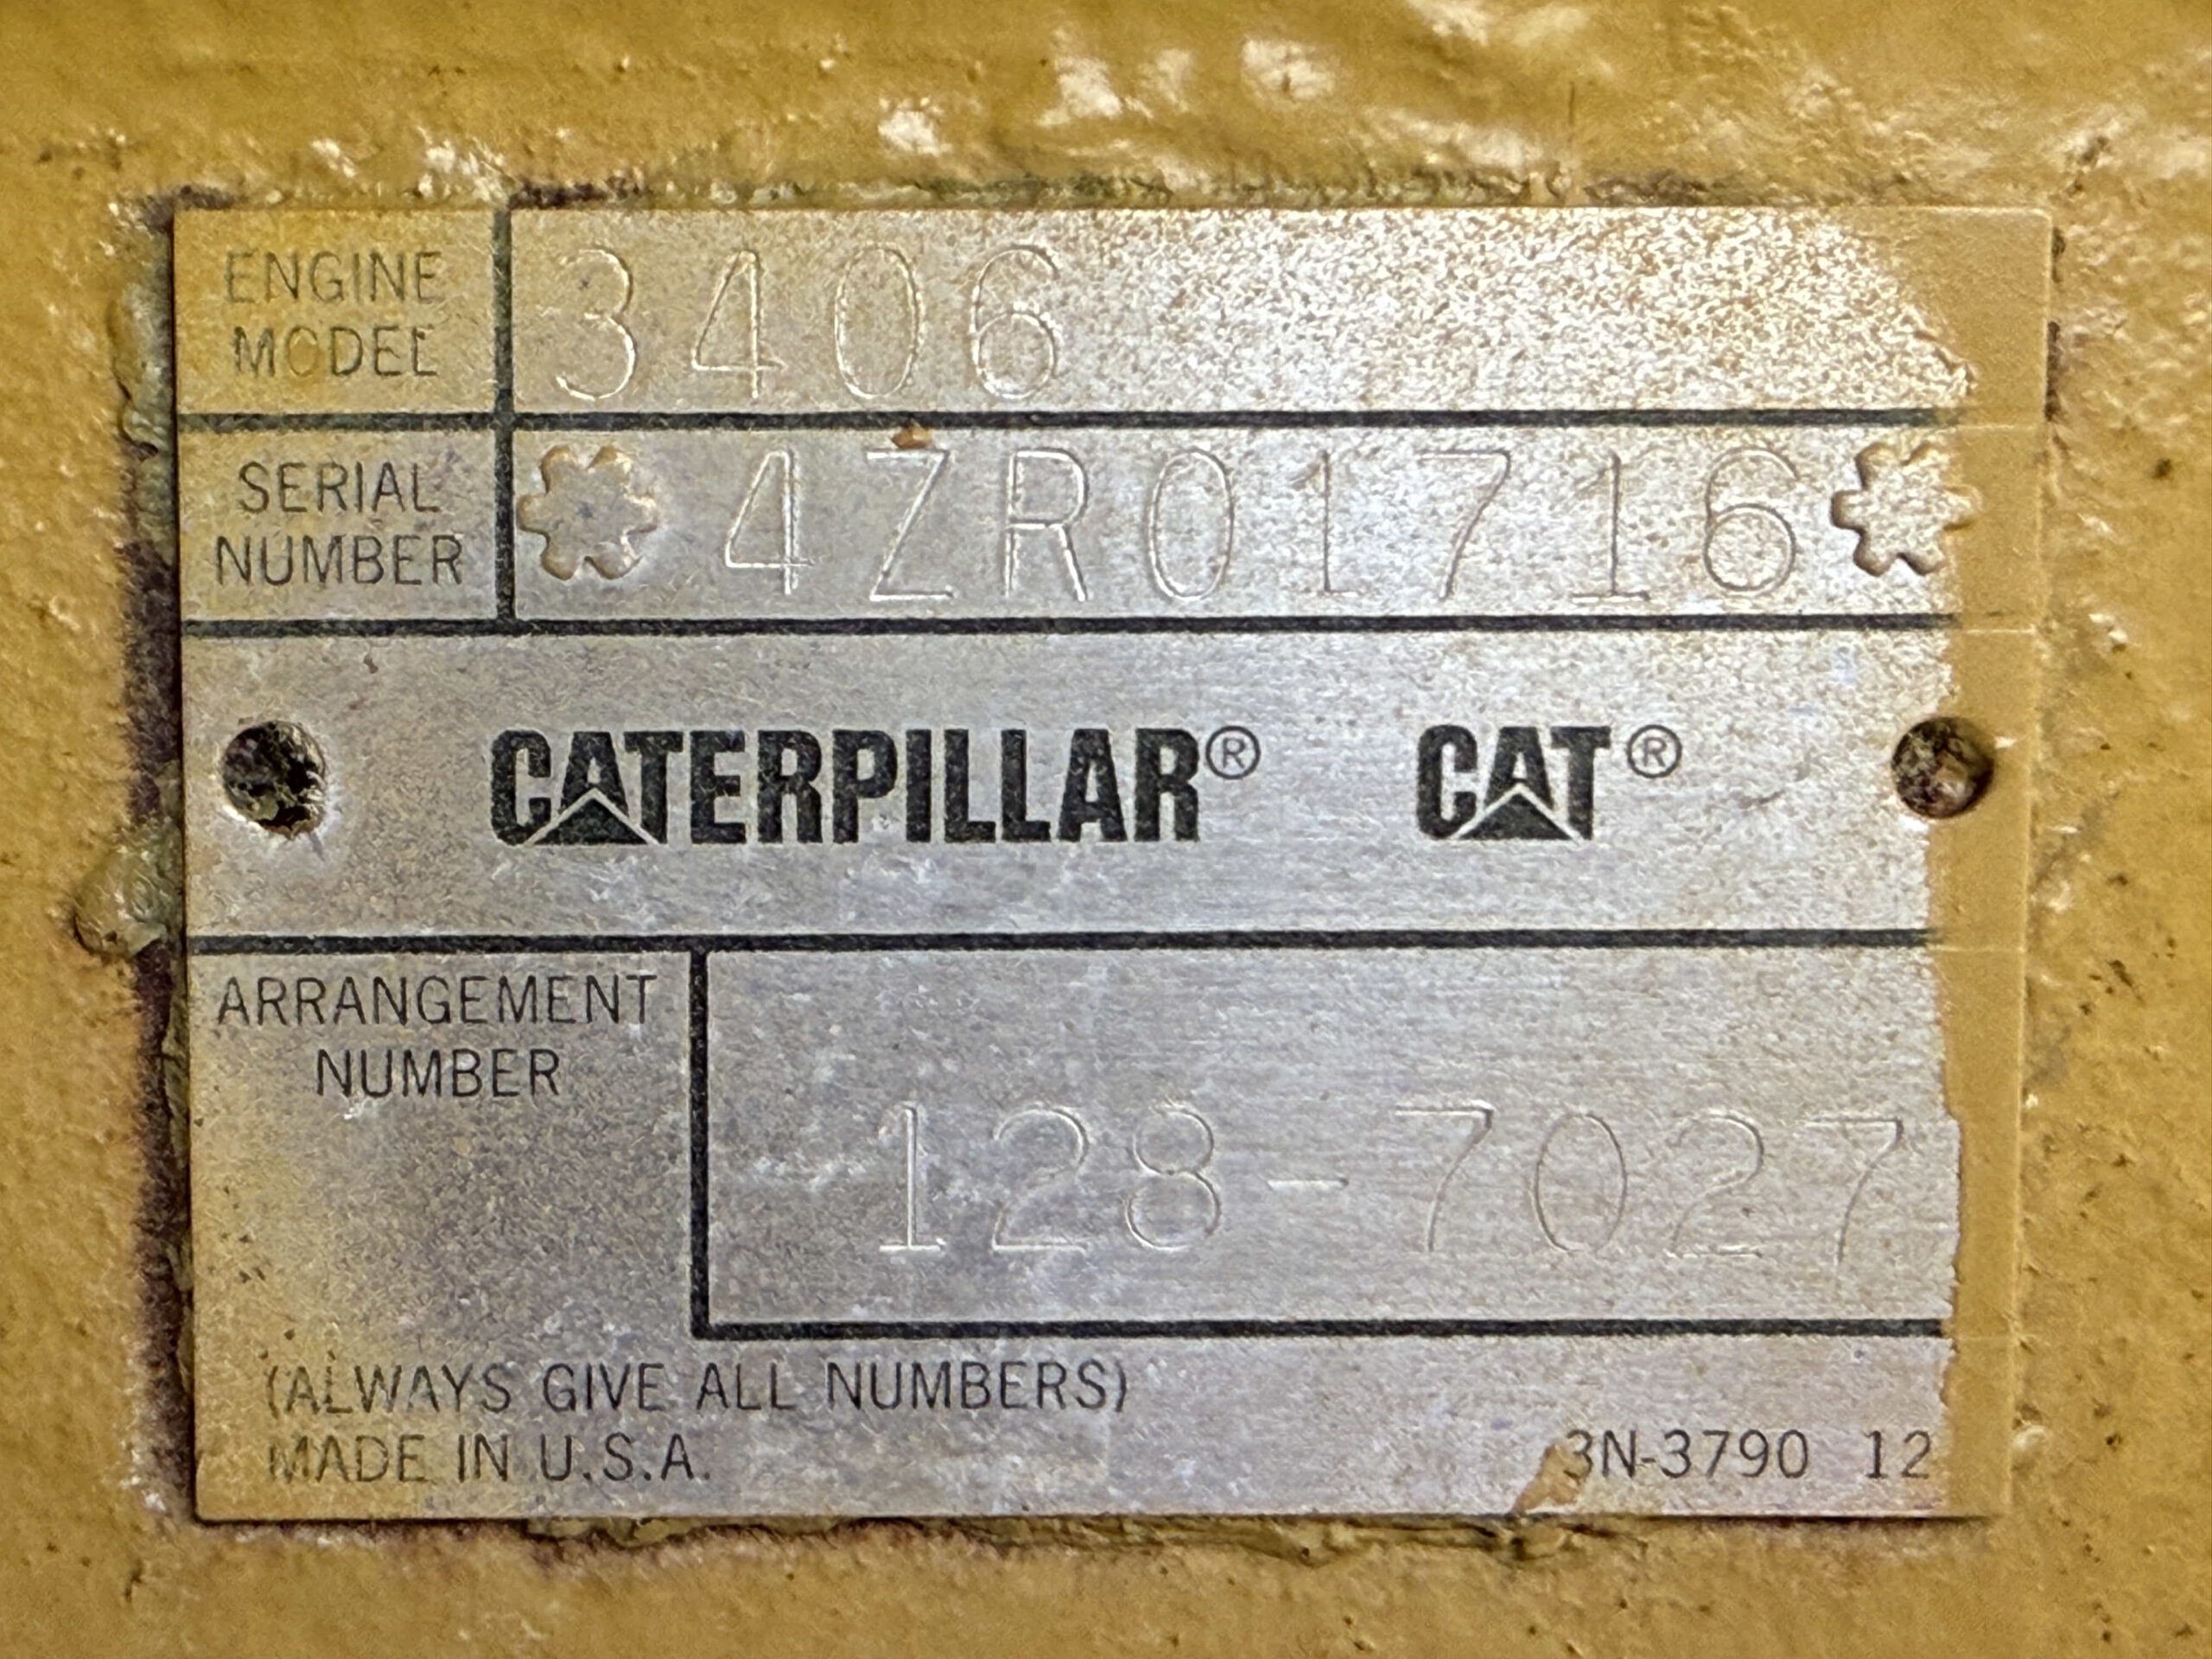 ENGINE
MODEL
3406
SERIAL
NUMBER
*4ZR01716*
CATERPILLAR® CAT®
ARRANGEMENT
NUMBER
128-7027
(ALWAYS GIVE ALL NUMBERS)
MADE IN U.S.A.
3N-3790 12